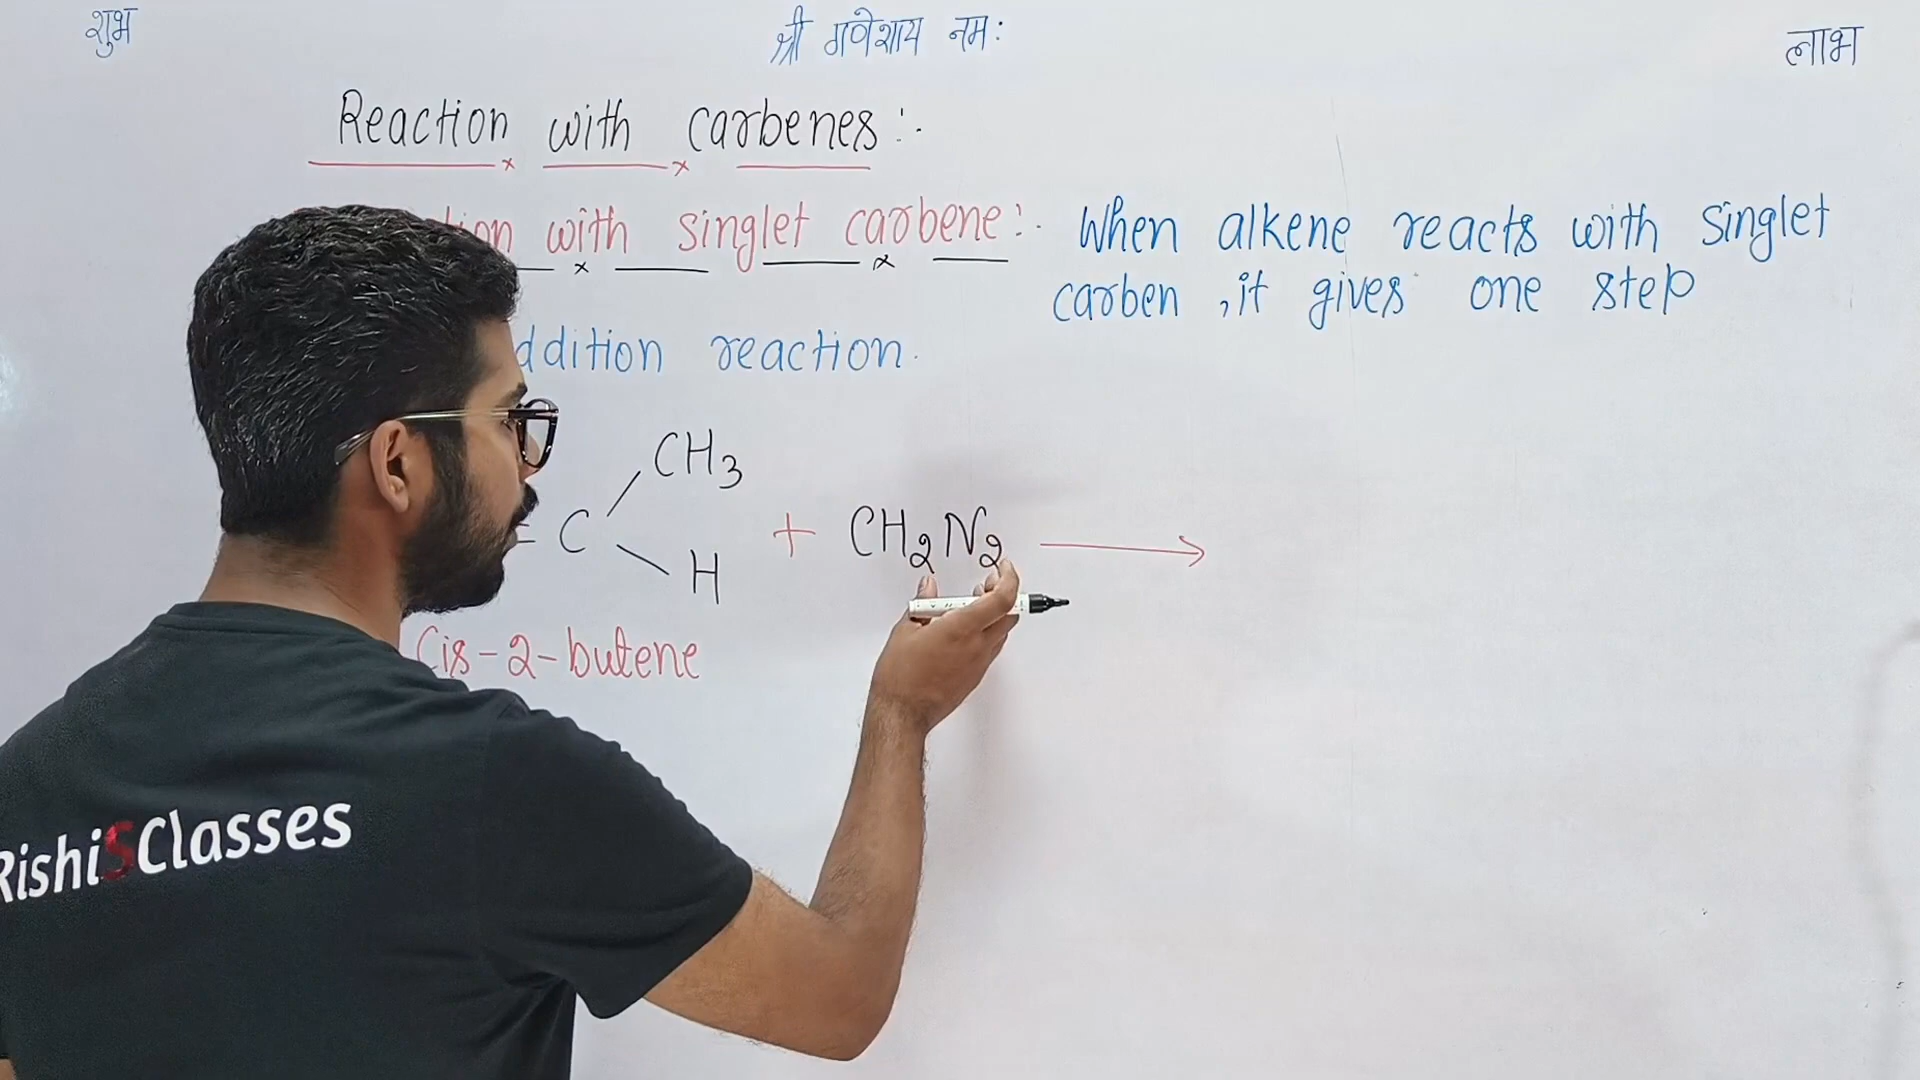 शुभ श्री गणेशाय नमः लाभ
Reaction with carbenes :-
with singlet carbene :- When alkene reacts with singlet
carben , it gives one step
addition reaction.
CH3
= C + CH2N2 →
H
Cis-2-butene
RishiSClasses